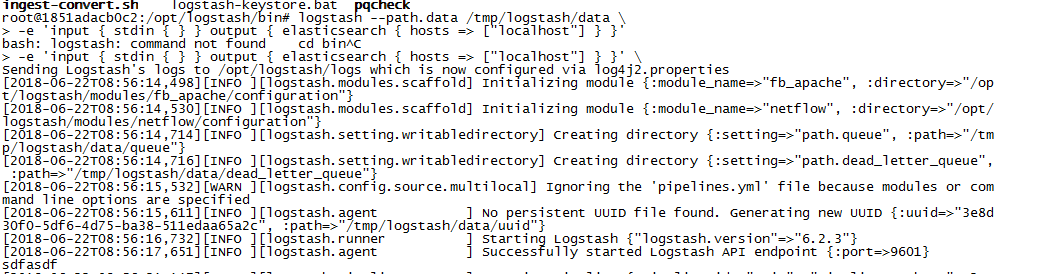 ingest-convert.sh logstash-keystore.bat pqcheck
root@1851adacb0c2:/opt/logstash/bin# logstash --path.data /tmp/logstash/data \
> -e 'input { stdin { } } output { elasticsearch { hosts => ["localhost"] } }'
bash: logstash: command not found cd bin^C
> -e 'input { stdin { } } output { elasticsearch { hosts => ["localhost"] } }' \
Sending Logstash's logs to /opt/logstash/logs which is now configured via log4j2.properties
[2018-06-22T08:56:14,498][INFO ][logstash.modules.scaffold] Initializing module {:module_name=>"fb_apache", :directory=>"/op
t/logstash/modules/fb_apache/configuration"}
[2018-06-22T08:56:14,530][INFO ][logstash.modules.scaffold] Initializing module {:module_name=>"netflow", :directory=>"/opt/
logstash/modules/netflow/configuration"}
[2018-06-22T08:56:14,714][INFO ][logstash.setting.writabledirectory] Creating directory {:setting=>"path.queue", :path=>"/tm
p/logstash/data/queue"}
[2018-06-22T08:56:14,716][INFO ][logstash.setting.writabledirectory] Creating directory {:setting=>"path.dead_letter_queue",
:path=>"/tmp/logstash/data/dead_letter_queue"}
[2018-06-22T08:56:15,532][WARN ][logstash.config.source.multilocal] Ignoring the 'pipelines.yml' file because modules or com
mand line options are specified
[2018-06-22T08:56:15,611][INFO ][logstash.agent ] No persistent UUID file found. Generating new UUID {:uuid=>"3e8d
30f0-5df6-4d75-ba38-511edaa65a2c", :path=>"/tmp/logstash/data/uuid"}
[2018-06-22T08:56:16,732][INFO ][logstash.runner ] Starting Logstash {"logstash.version"=>"6.2.3"}
[2018-06-22T08:56:17,651][INFO ][logstash.agent ] Successfully started Logstash API endpoint {:port=>9601}
sdfasdf